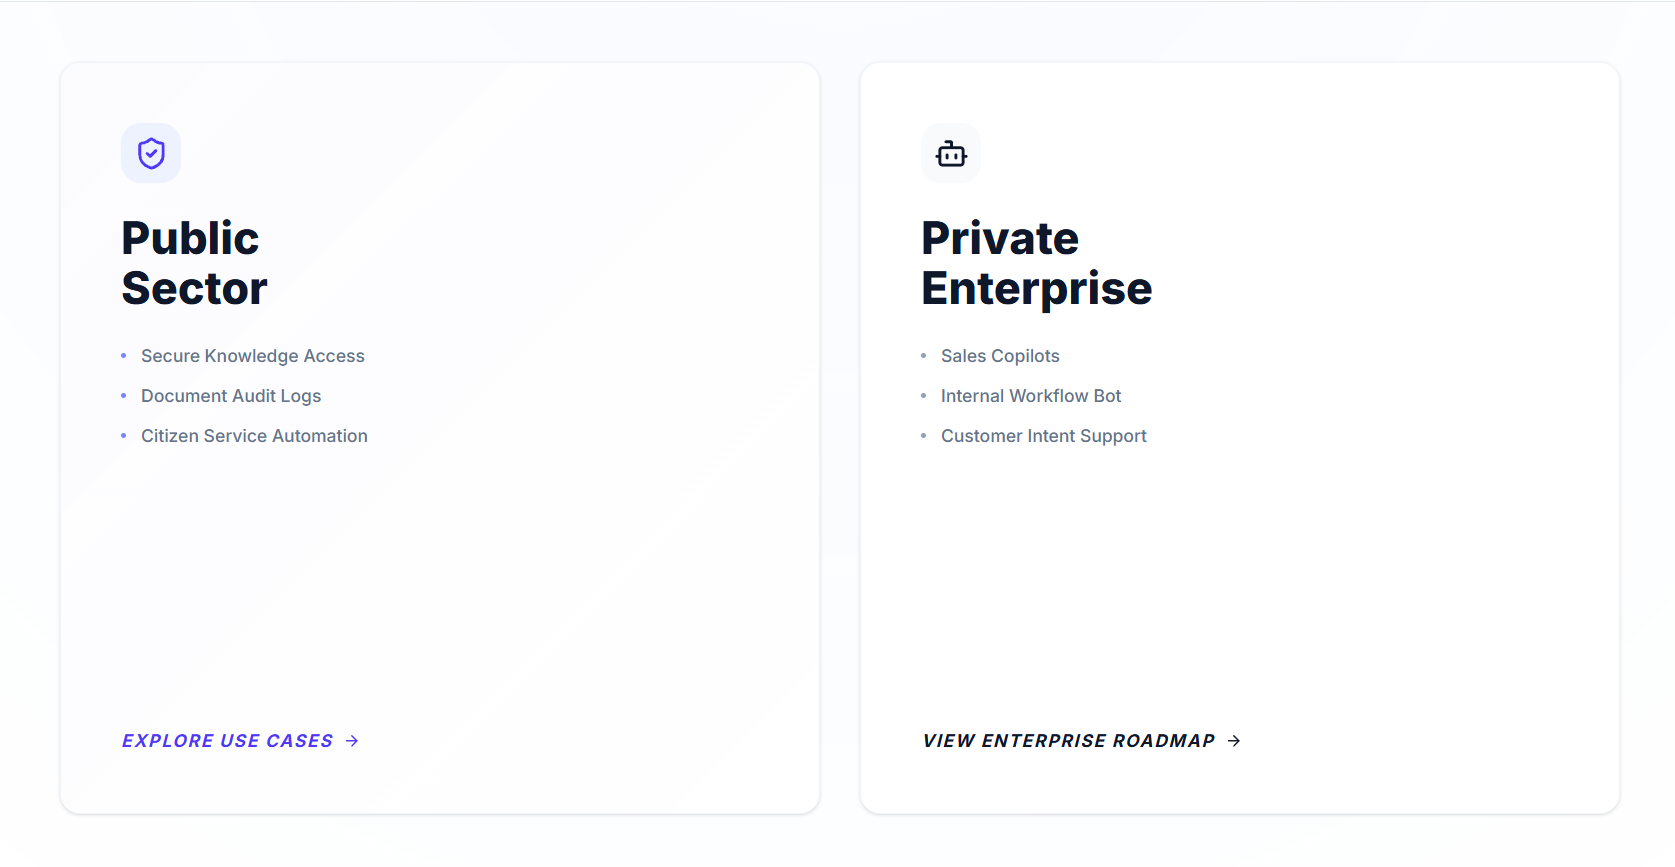 Public
Sector
• Secure Knowledge Access
• Document Audit Logs
• Citizen Service Automation
EXPLORE USE CASES →
Private
Enterprise
• Sales Copilots
• Internal Workflow Bot
• Customer Intent Support
VIEW ENTERPRISE ROADMAP →